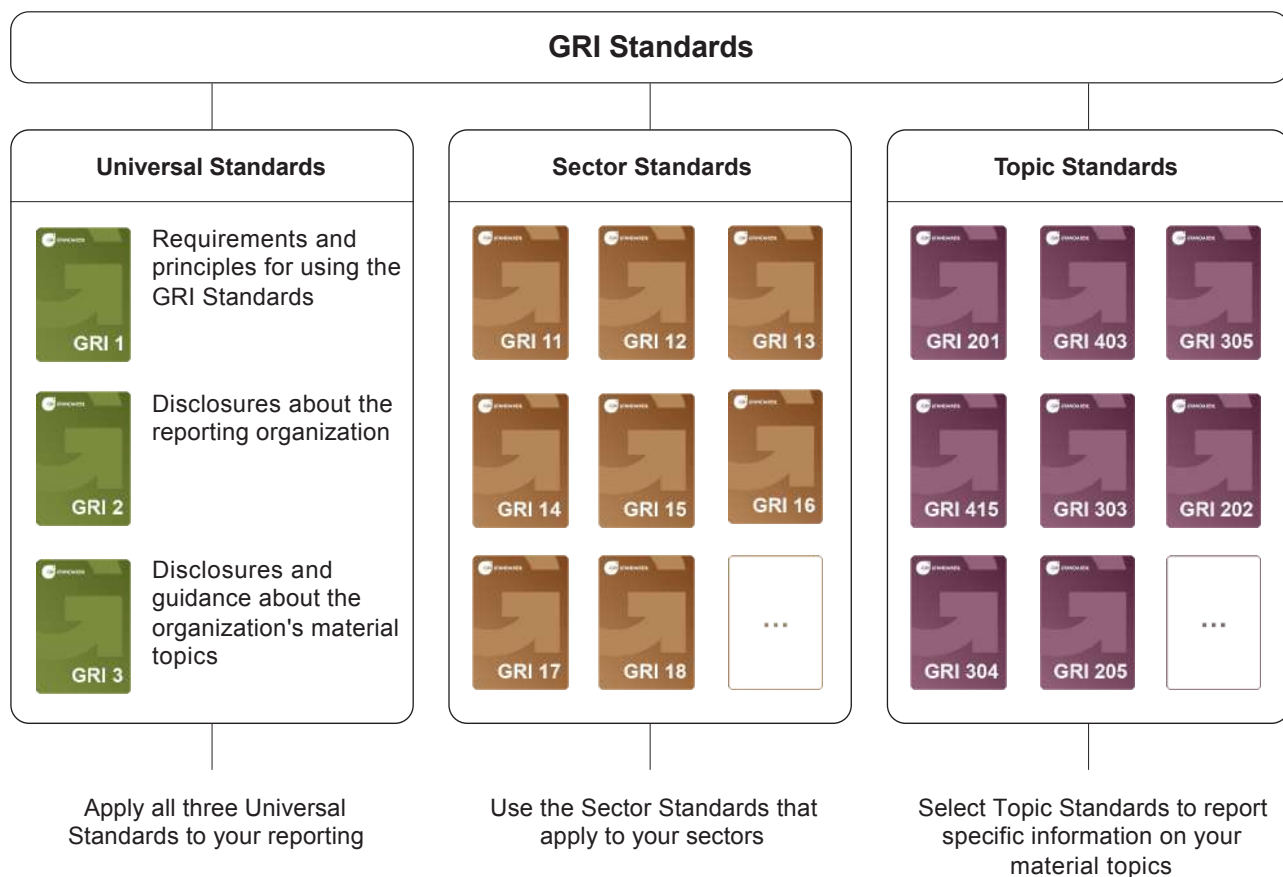 GRI Standards
Universal Standards
GRI 1
Requirements and
principles for using the
GRI Standards
GRI 2
Disclosures about the
reporting organization
GRI 3
Disclosures and
guidance about the
organization's material
topics
Apply all three Universal
Standards to your reporting
Sector Standards
GRI 11
GRI 12
GRI 13
GRI 14
GRI 15
GRI 16
GRI 17
GRI 18
...
Use the Sector Standards that
apply to your sectors
Topic Standards
GRI 201
GRI 403
GRI 305
GRI 415
GRI 303
GRI 202
GRI 304
GRI 205
...
Select Topic Standards to report
specific information on your
material topics